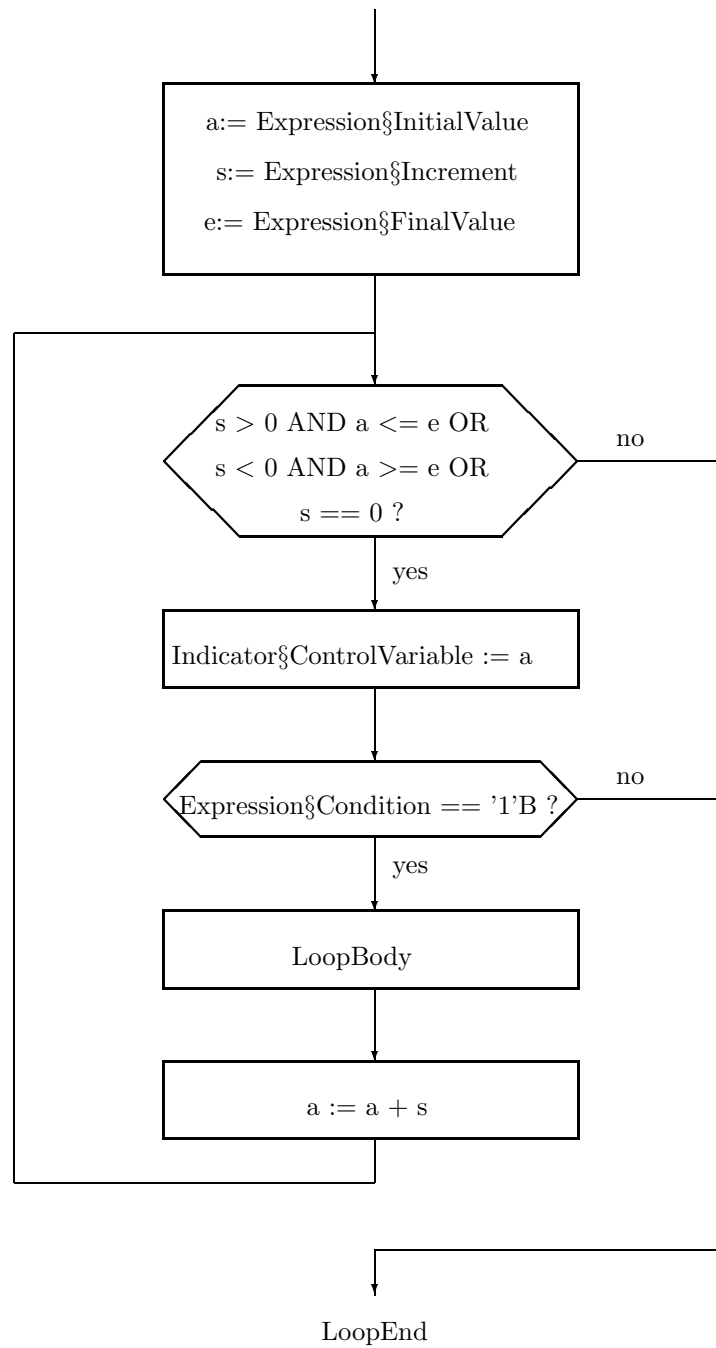 a:= Expression§InitialValue
s:= Expression§Increment
e:= Expression§FinalValue
s > 0 AND a <= e OR
s < 0 AND a >= e OR
s == 0 ?
no
yes
Indicator§ControlVariable := a
Expression§Condition == '1'B ?
no
yes
LoopBody
a := a + s
LoopEnd